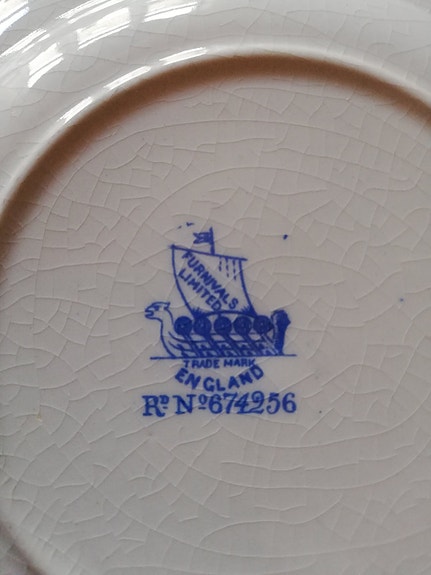 FURNIVALS
LIMITED
TRADE MARK
ENGLAND
RD No 674256